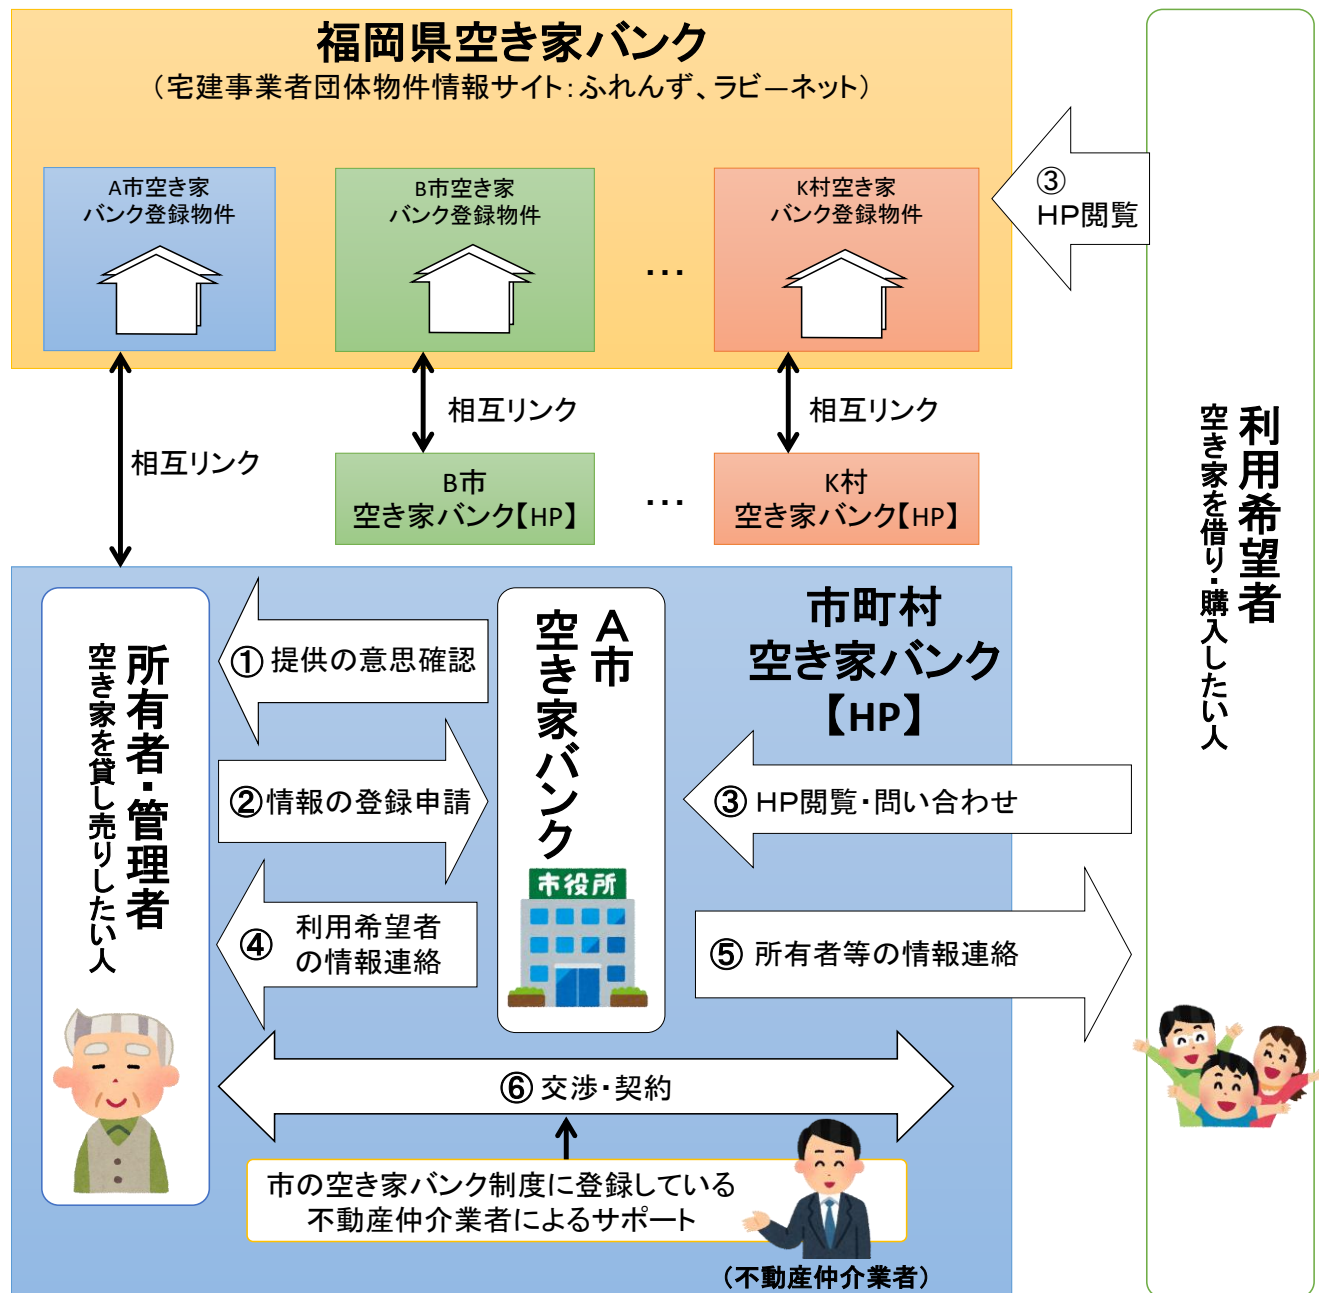 福岡県空き家バンク
（宅建事業者団体物件情報サイト：ふれんず、ラビーネット）
A市空き家
バンク登録物件
B市空き家
バンク登録物件
…
K村空き家
バンク登録物件
③
HP閲覧
相互リンク
相互リンク
相互リンク
B市
空き家バンク【HP】
…
K村
空き家バンク【HP】
利用希望者
空き家を借り・購入したい人
市町村
空き家バンク
【HP】
所有者・管理者
空き家を貸し売りしたい人
A市
空き家バンク
市役所
①提供の意思確認
②情報の登録申請
③HP閲覧・問い合わせ
④利用希望者
の情報連絡
⑤所有者等の情報連絡
⑥交渉・契約
市の空き家バンク制度に登録している
不動産仲介業者によるサポート
（不動産仲介業者）